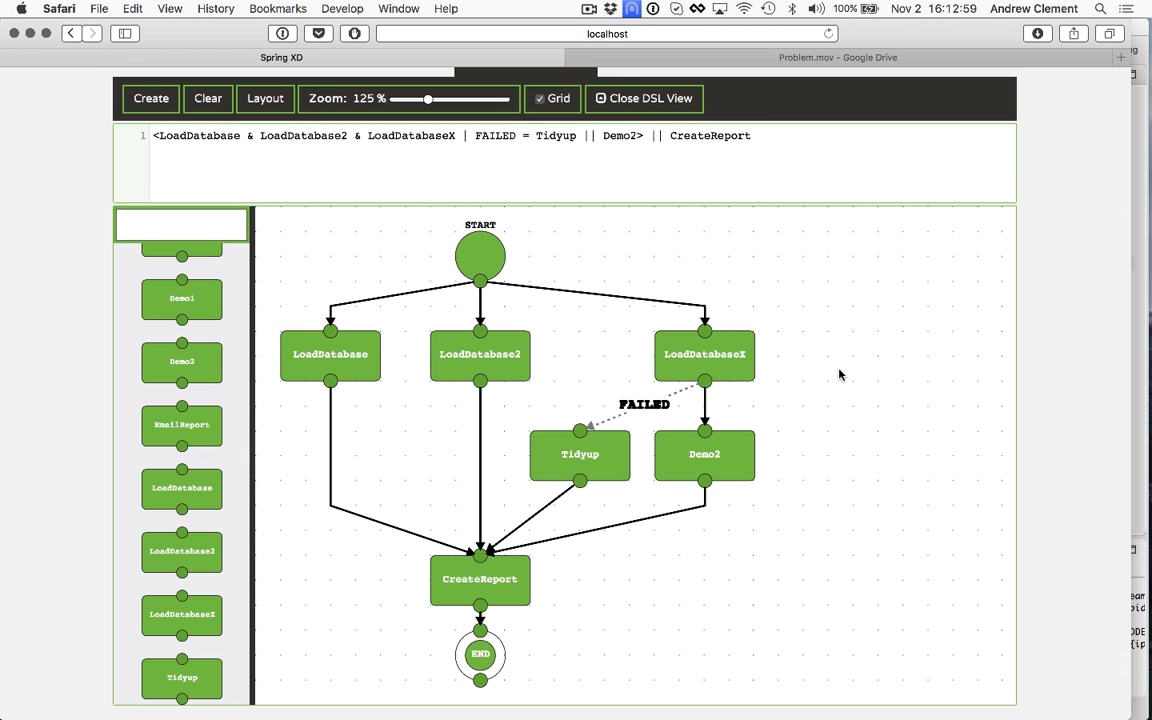 Safari File Edit View History Bookmarks Develop Window Help 100% Nov 2 16:12:59 Andrew Clement
localhost
Spring XD Problem.mov - Google Drive
Create Clear Layout Zoom: 125 % Grid Close DSL View
1 <LoadDatabase & LoadDatabase2 & LoadDatabaseX | FAILED = Tidyup || Demo2> || CreateReport
START
Demo1
LoadDatabase LoadDatabase2 LoadDatabaseX
Demo2
FAILED
EmailReport
Tidyup Demo2
LoadDatabase
LoadDatabase2
CreateReport
LoadDatabaseX
END
Tidyup